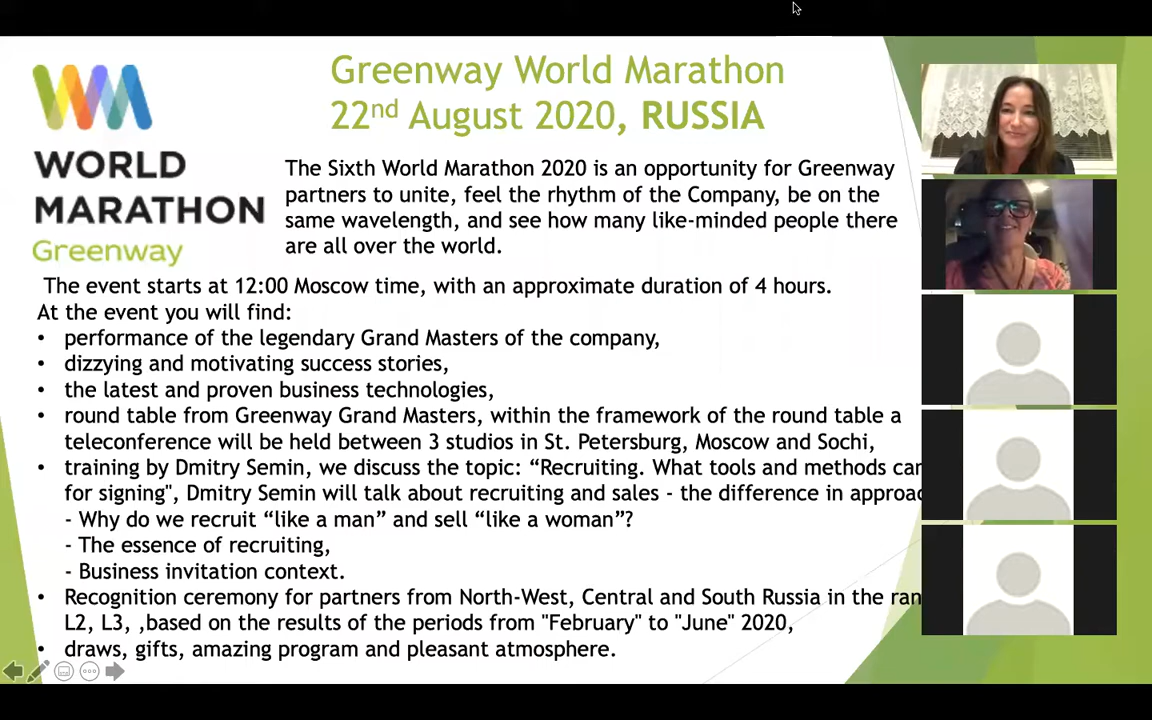 Greenway World Marathon
22nd August 2020, RUSSIA
WORLD
MARATHON
Greenway
The Sixth World Marathon 2020 is an opportunity for Greenway
partners to unite, feel the rhythm of the Company, be on the
same wavelength, and see how many like-minded people there
are all over the world.
The event starts at 12:00 Moscow time, with an approximate duration of 4 hours.
At the event you will find:
• performance of the legendary Grand Masters of the company,
• dizzying and motivating success stories,
• the latest and proven business technologies,
• round table from Greenway Grand Masters, within the framework of the round table a
teleconference will be held between 3 studios in St. Petersburg, Moscow and Sochi,
• training by Dmitry Semin, we discuss the topic: “Recruiting. What tools and methods
for signing", Dmitry Semin will talk about recruiting and sales - the difference in
- Why do we recruit “like a man” and sell “like a woman”?
- The essence of recruiting,
- Business invitation context.
• Recognition ceremony for partners from North-West, Central and South Russia in the
L2, L3, ,based on the results of the periods from "February" to "June" 2020,
• draws, gifts, amazing program and pleasant atmosphere.